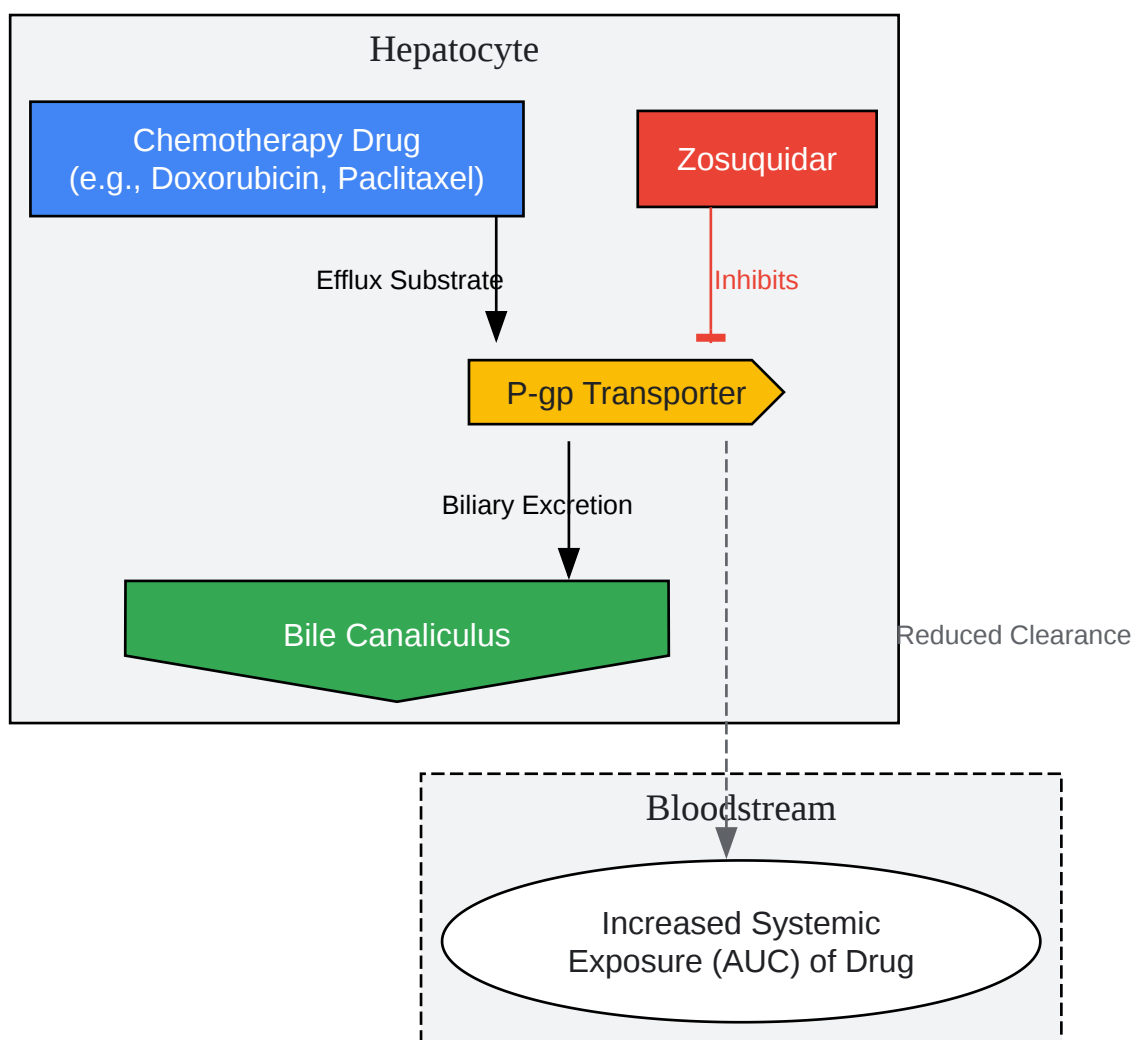 Hepatocyte
Chemotherapy Drug
(e.g., Doxorubicin, Paclitaxel)
Zosuquidar
Efflux Substrate
Inhibits
P-gp Transporter
Biliary Excretion
Bile Canaliculus
Reduced Clearance
Bloodstream
Increased Systemic
Exposure (AUC) of Drug